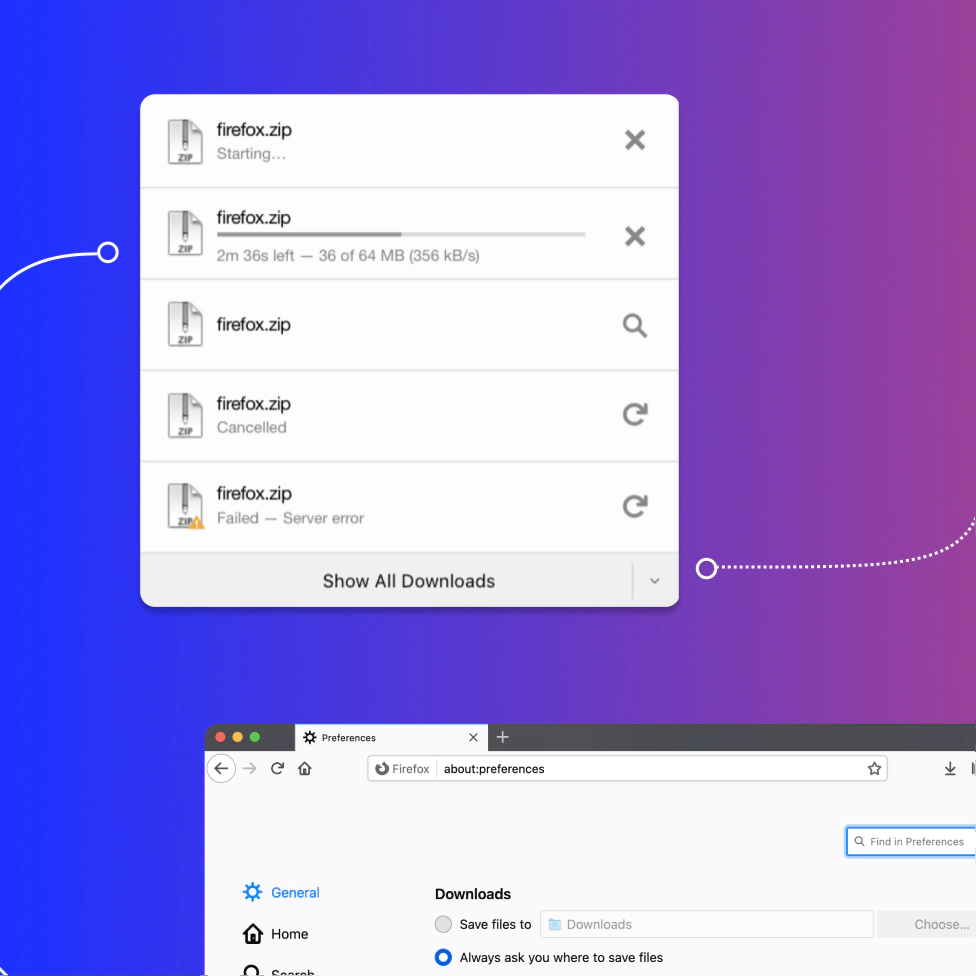 firefox.zip
Starting...
ZIP
firefox.zip
2m 36s left — 36 of 64 MB (356 kB/s)
ZIP
firefox.zip
ZIP
firefox.zip
Cancelled
ZIP
firefox.zip
Failed — Server error
ZIP
Show All Downloads
Preferences
Firefox
about:preferences
Find in Preferences
General
Downloads
Save files to
Downloads
Choose...
Home
Always ask you where to save files
Search